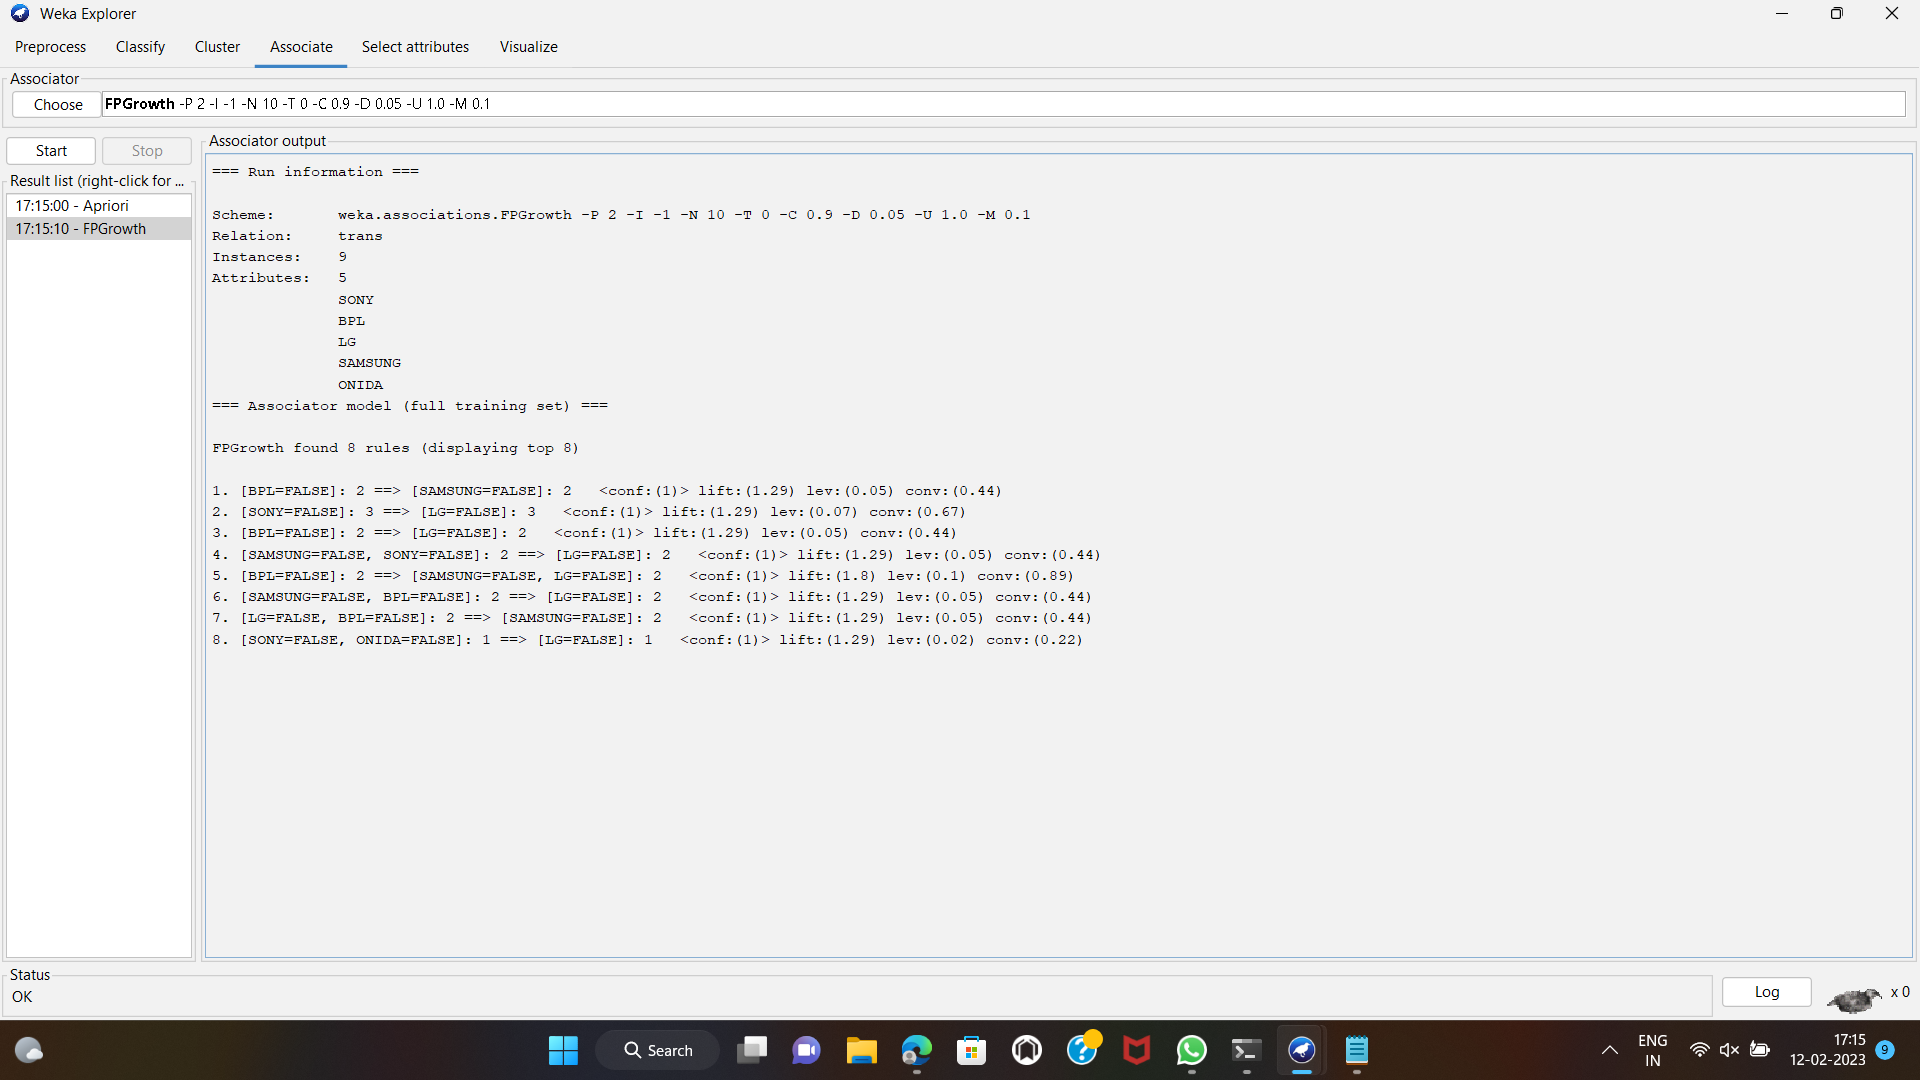 Weka Explorer
Preprocess Classify Cluster Associate Select attributes Visualize
Associator
Choose FPGrowth -P 2 -I -1 -N 10 -T 0 -C 0.9 -D 0.05 -U 1.0 -M 0.1
Start Stop
Result list (right-click for ...
17:15:00 - Apriori
17:15:10 - FPGrowth
Associator output
=== Run information ===
Scheme: weka.associations.FPGrowth -P 2 -I -1 -N 10 -T 0 -C 0.9 -D 0.05 -U 1.0 -M 0.1
Relation: trans
Instances: 9
Attributes: 5
SONY
BPL
LG
SAMSUNG
ONIDA
=== Associator model (full training set) ===
FPGrowth found 8 rules (displaying top 8)
1. [BPL=FALSE]: 2 ==> [SAMSUNG=FALSE]: 2 <conf:(1)> lift:(1.29) lev:(0.05) conv:(0.44)
2. [SONY=FALSE]: 3 ==> [LG=FALSE]: 3 <conf:(1)> lift:(1.29) lev:(0.07) conv:(0.67)
3. [BPL=FALSE]: 2 ==> [LG=FALSE]: 2 <conf:(1)> lift:(1.29) lev:(0.05) conv:(0.44)
4. [SAMSUNG=FALSE, SONY=FALSE]: 2 ==> [LG=FALSE]: 2 <conf:(1)> lift:(1.29) lev:(0.05) conv:(0.44)
5. [BPL=FALSE]: 2 ==> [SAMSUNG=FALSE, LG=FALSE]: 2 <conf:(1)> lift:(1.8) lev:(0.1) conv:(0.89)
6. [SAMSUNG=FALSE, BPL=FALSE]: 2 ==> [LG=FALSE]: 2 <conf:(1)> lift:(1.29) lev:(0.05) conv:(0.44)
7. [LG=FALSE, BPL=FALSE]: 2 ==> [SAMSUNG=FALSE]: 2 <conf:(1)> lift:(1.29) lev:(0.05) conv:(0.44)
8. [SONY=FALSE, ONIDA=FALSE]: 1 ==> [LG=FALSE]: 1 <conf:(1)> lift:(1.29) lev:(0.02) conv:(0.22)
Status
OK
Log
x 0
Search
ENG
IN
17:15
12-02-2023
9